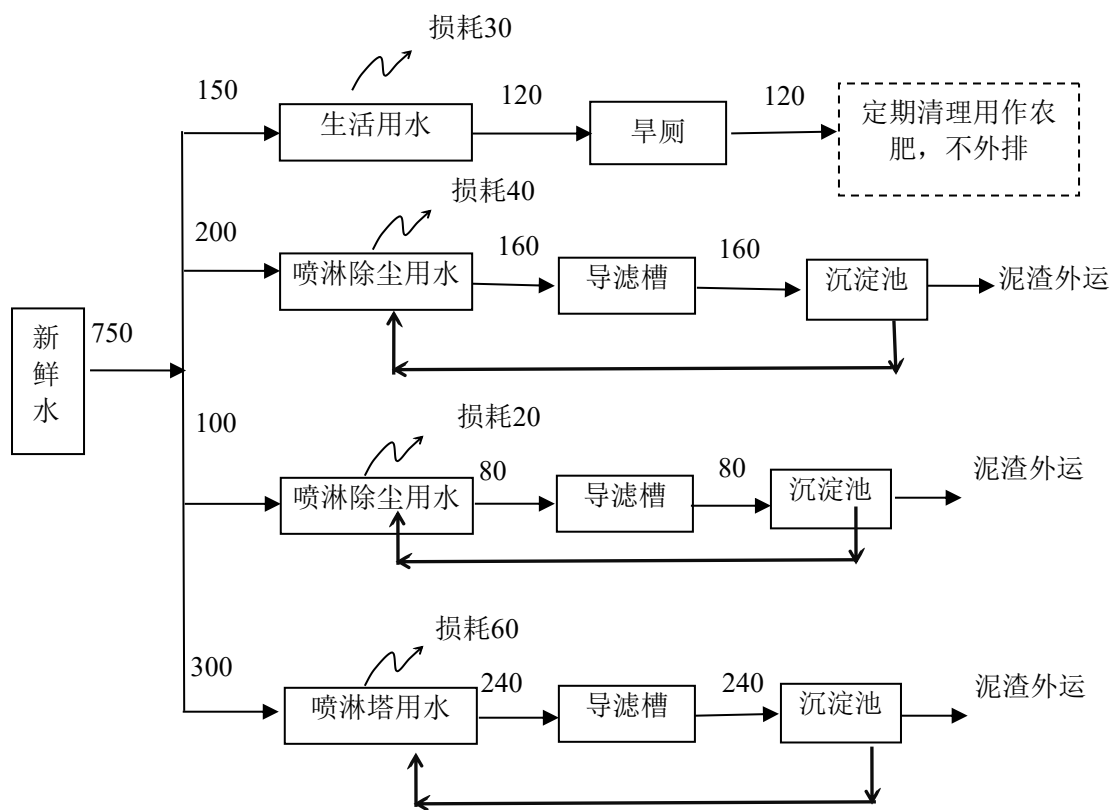 损耗30
150
生活用水
120
旱厕
120
定期清理用作农
肥，不外排
损耗40
200
喷淋除尘用水
160
导滤槽
160
沉淀池
泥渣外运
新
鲜
水
750
损耗20
100
喷淋除尘用水
80
导滤槽
80
沉淀池
泥渣外运
损耗60
300
喷淋塔用水
240
导滤槽
240
沉淀池
泥渣外运